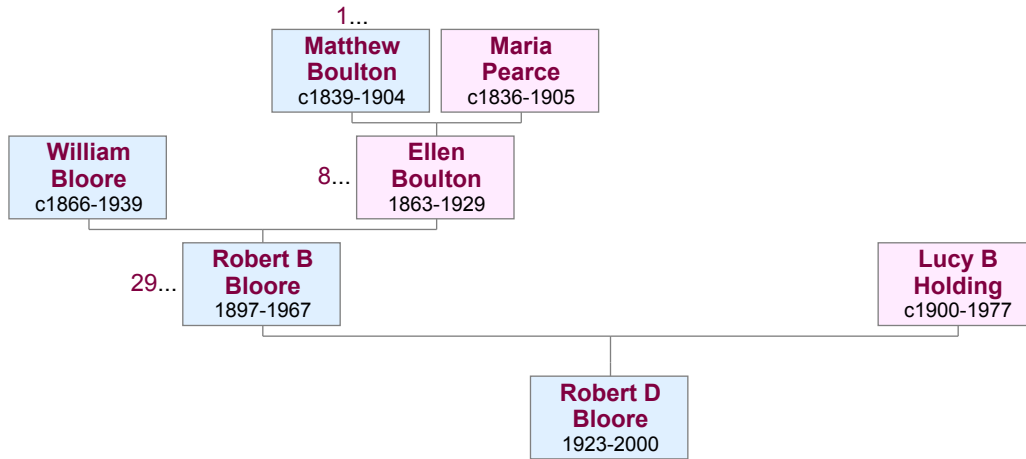 1...
Matthew
Boulton
c1839-1904
Maria
Pearce
c1836-1905
William
Bloore
c1866-1939
8...
Ellen
Boulton
1863-1929
29...
Robert B
Bloore
1897-1967
Lucy B
Holding
c1900-1977
Robert D
Bloore
1923-2000